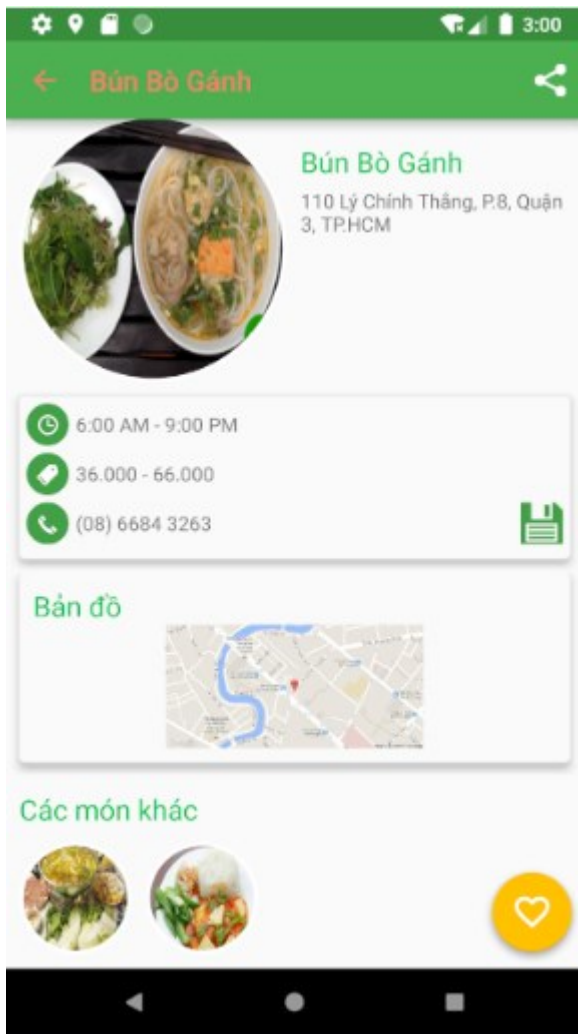 3:00
Bún Bò Gánh
Bún Bò Gánh
110 Lý Chính Thắng, P.8, Quận
3, TP.HCM
6:00 AM - 9:00 PM
36.000 - 66.000
(08) 6684 3263
Bản đồ
Các món khác